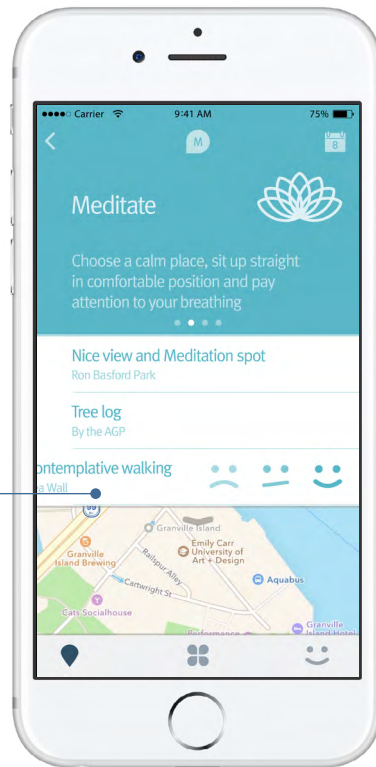 Carrier
9:41 AM
75%
M
8
Meditate
Choose a calm place, sit up straight
in comfortable position and pay
attention to your breathing
Nice view and Meditation spot
Ron Basford Park
Tree log
By the AGP
ontemplative walking
a Wall
99
Granville Island
Emily Carr
University of
Art + Design
Granville
Island Brewing
Railspur Alley
Aquabus
Cartwright St
Cats Socialhouse
Granville
Island Hotel
Performance